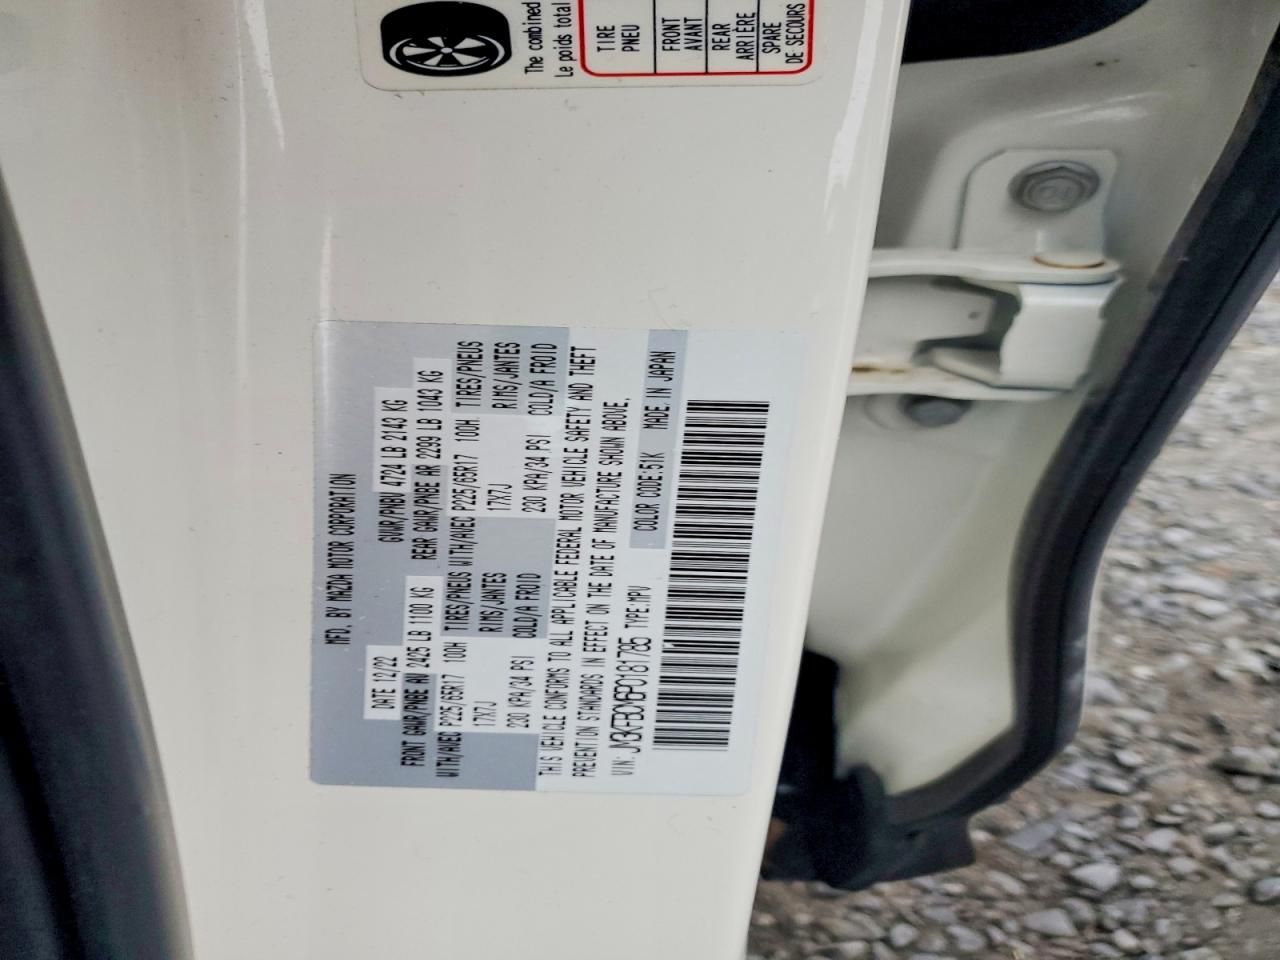 The combined
Le poids total
TIRE
PNEU
FRONT
AVANT
REAR
ARRIÈRE
SPARE
DE SECOURS
MFD. BY MAZDA MOTOR CORPORATION
DATE 12/22 GVWR/PNBV 4724 LB 2143 KG
FRONT GAWR/PNBE AV 2425 LB 1100 KG REAR GAWR/PNBE AR 2299 LB 1043 KG
WITH/AVEC P225/65R17 100H TIRES/PNEUS WITH/AVEC P225/65R17 100H TIRES/PNEUS
17X7J RIMS/JANTES 17X7J RIMS/JANTES
230 KPA/34 PSI COLD/A FROID 230 KPA/34 PSI COLD/A FROID
THIS VEHICLE CONFORMS TO ALL APPLICABLE FEDERAL MOTOR VEHICLE SAFETY AND THEFT
PREVENTION STANDARDS IN EFFECT ON THE DATE OF MANUFACTURE SHOWN ABOVE.
VIN: JM3KFBCM6P0181785 TYPE:MPV COLOR CODE:51K MADE IN JAPAN